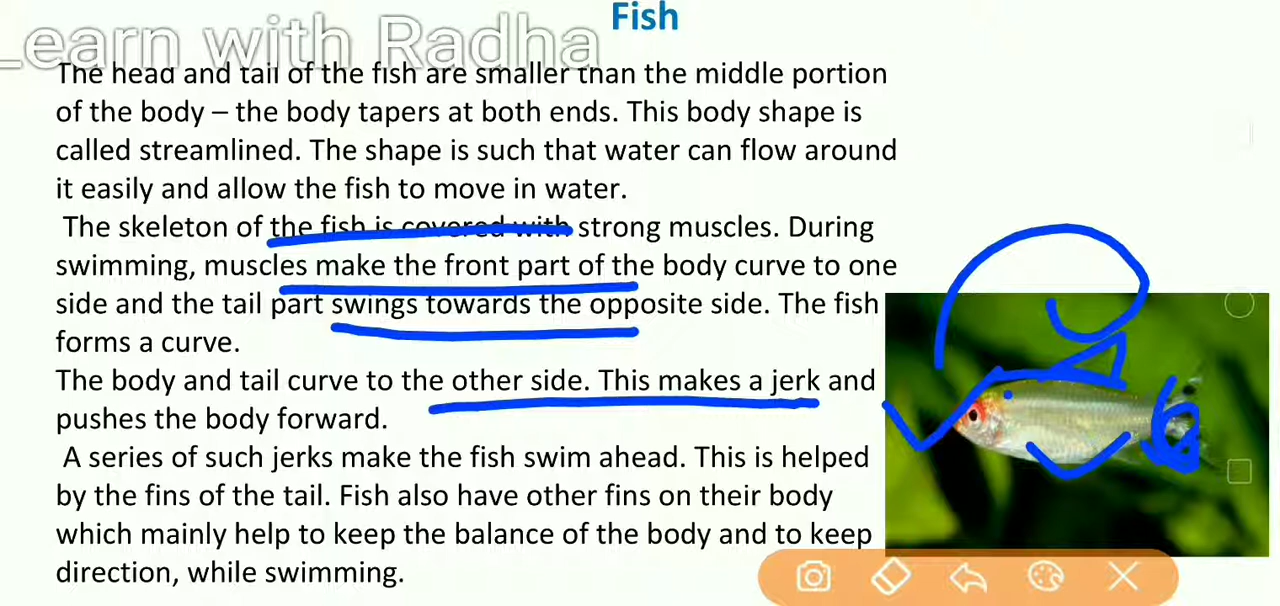 Fish
Learn with Radha
The head and tail of the fish are smaller than the middle portion
of the body – the body tapers at both ends. This body shape is
called streamlined. The shape is such that water can flow around
it easily and allow the fish to move in water.
The skeleton of the fish is covered with strong muscles. During
swimming, muscles make the front part of the body curve to one
side and the tail part swings towards the opposite side. The fish
forms a curve.
The body and tail curve to the other side. This makes a jerk and
pushes the body forward.
A series of such jerks make the fish swim ahead. This is helped
by the fins of the tail. Fish also have other fins on their body
which mainly help to keep the balance of the body and to keep
direction, while swimming.